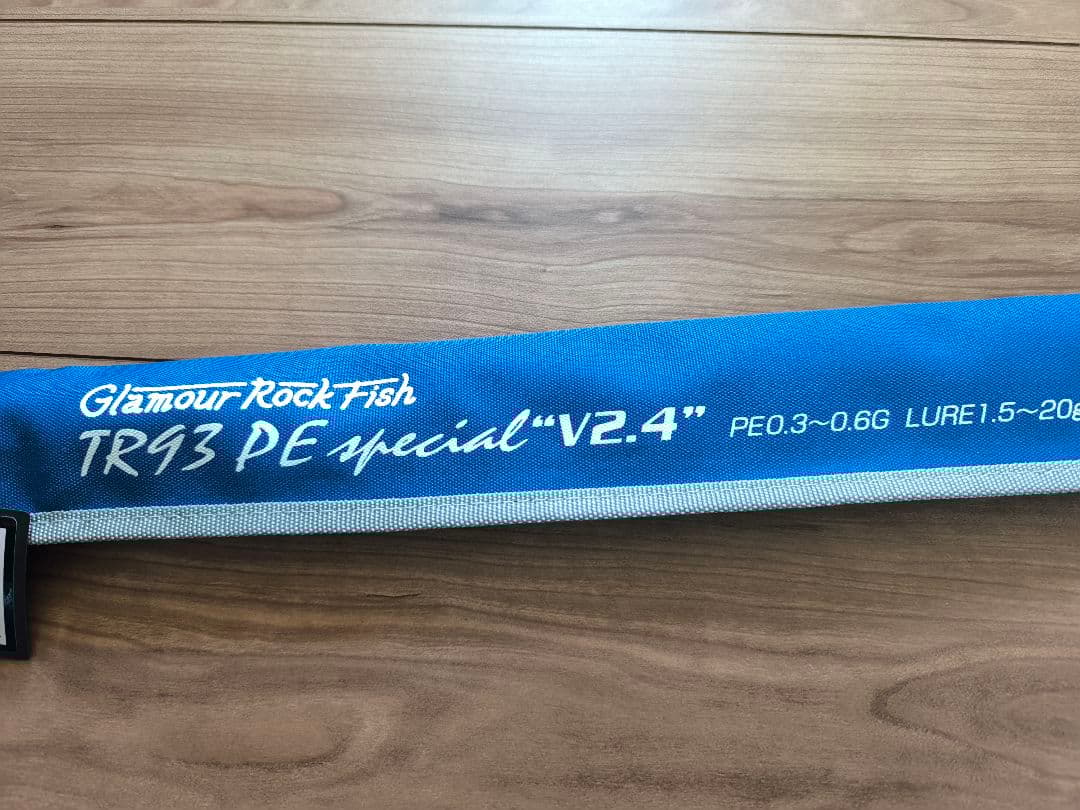 Glamour Rock Fish
TR93 PE special “V2.4” PE0.3～0.6G LURE1.5～20g